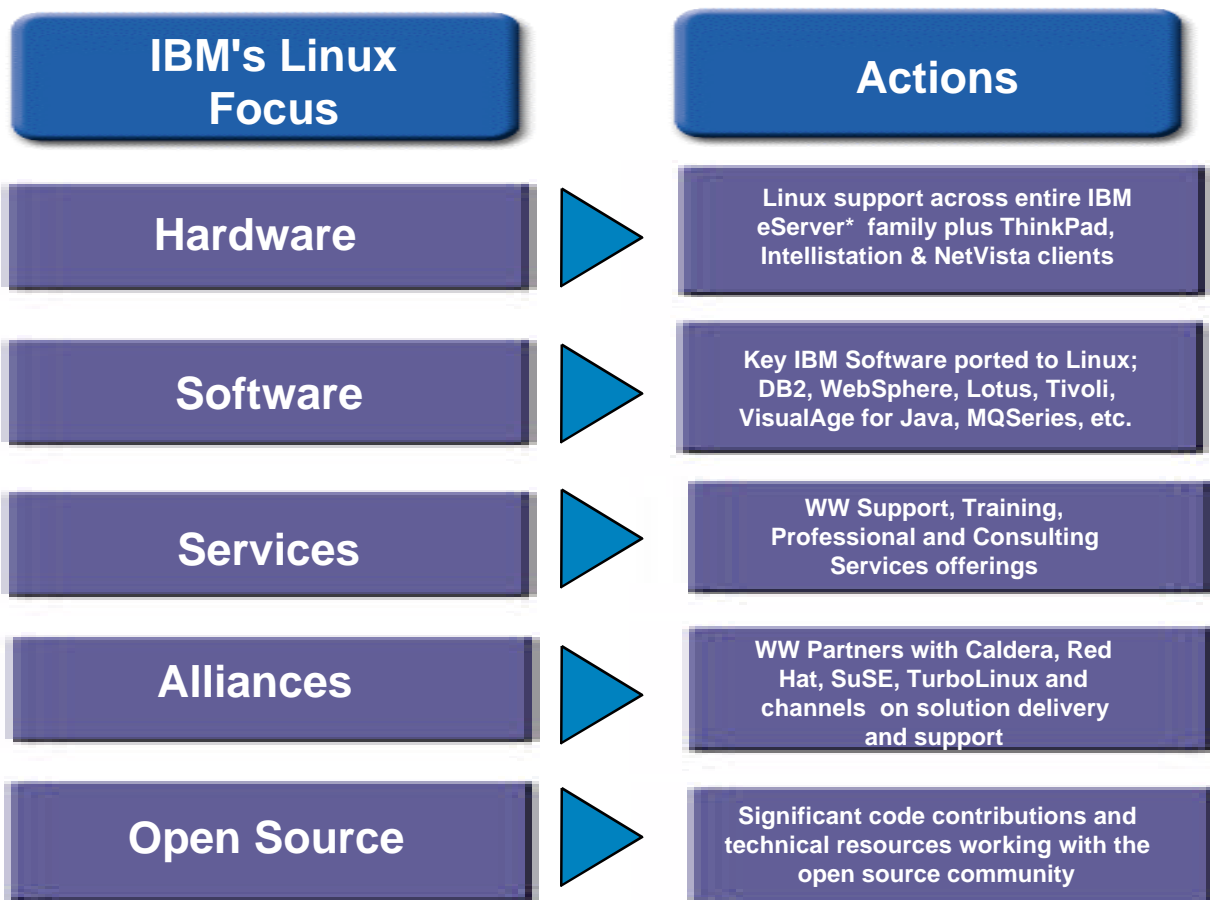 IBM's Linux
Focus
Actions
Hardware
Linux support across entire IBM
eServer* family plus ThinkPad,
Intellistation & NetVista clients
Software
Key IBM Software ported to Linux;
DB2, WebSphere, Lotus, Tivoli,
VisualAge for Java, MQSeries, etc.
Services
WW Support, Training,
Professional and Consulting
Services offerings
Alliances
WW Partners with Caldera, Red
Hat, SuSE, TurboLinux and
channels on solution delivery
and support
Open Source
Significant code contributions and
technical resources working with the
open source community